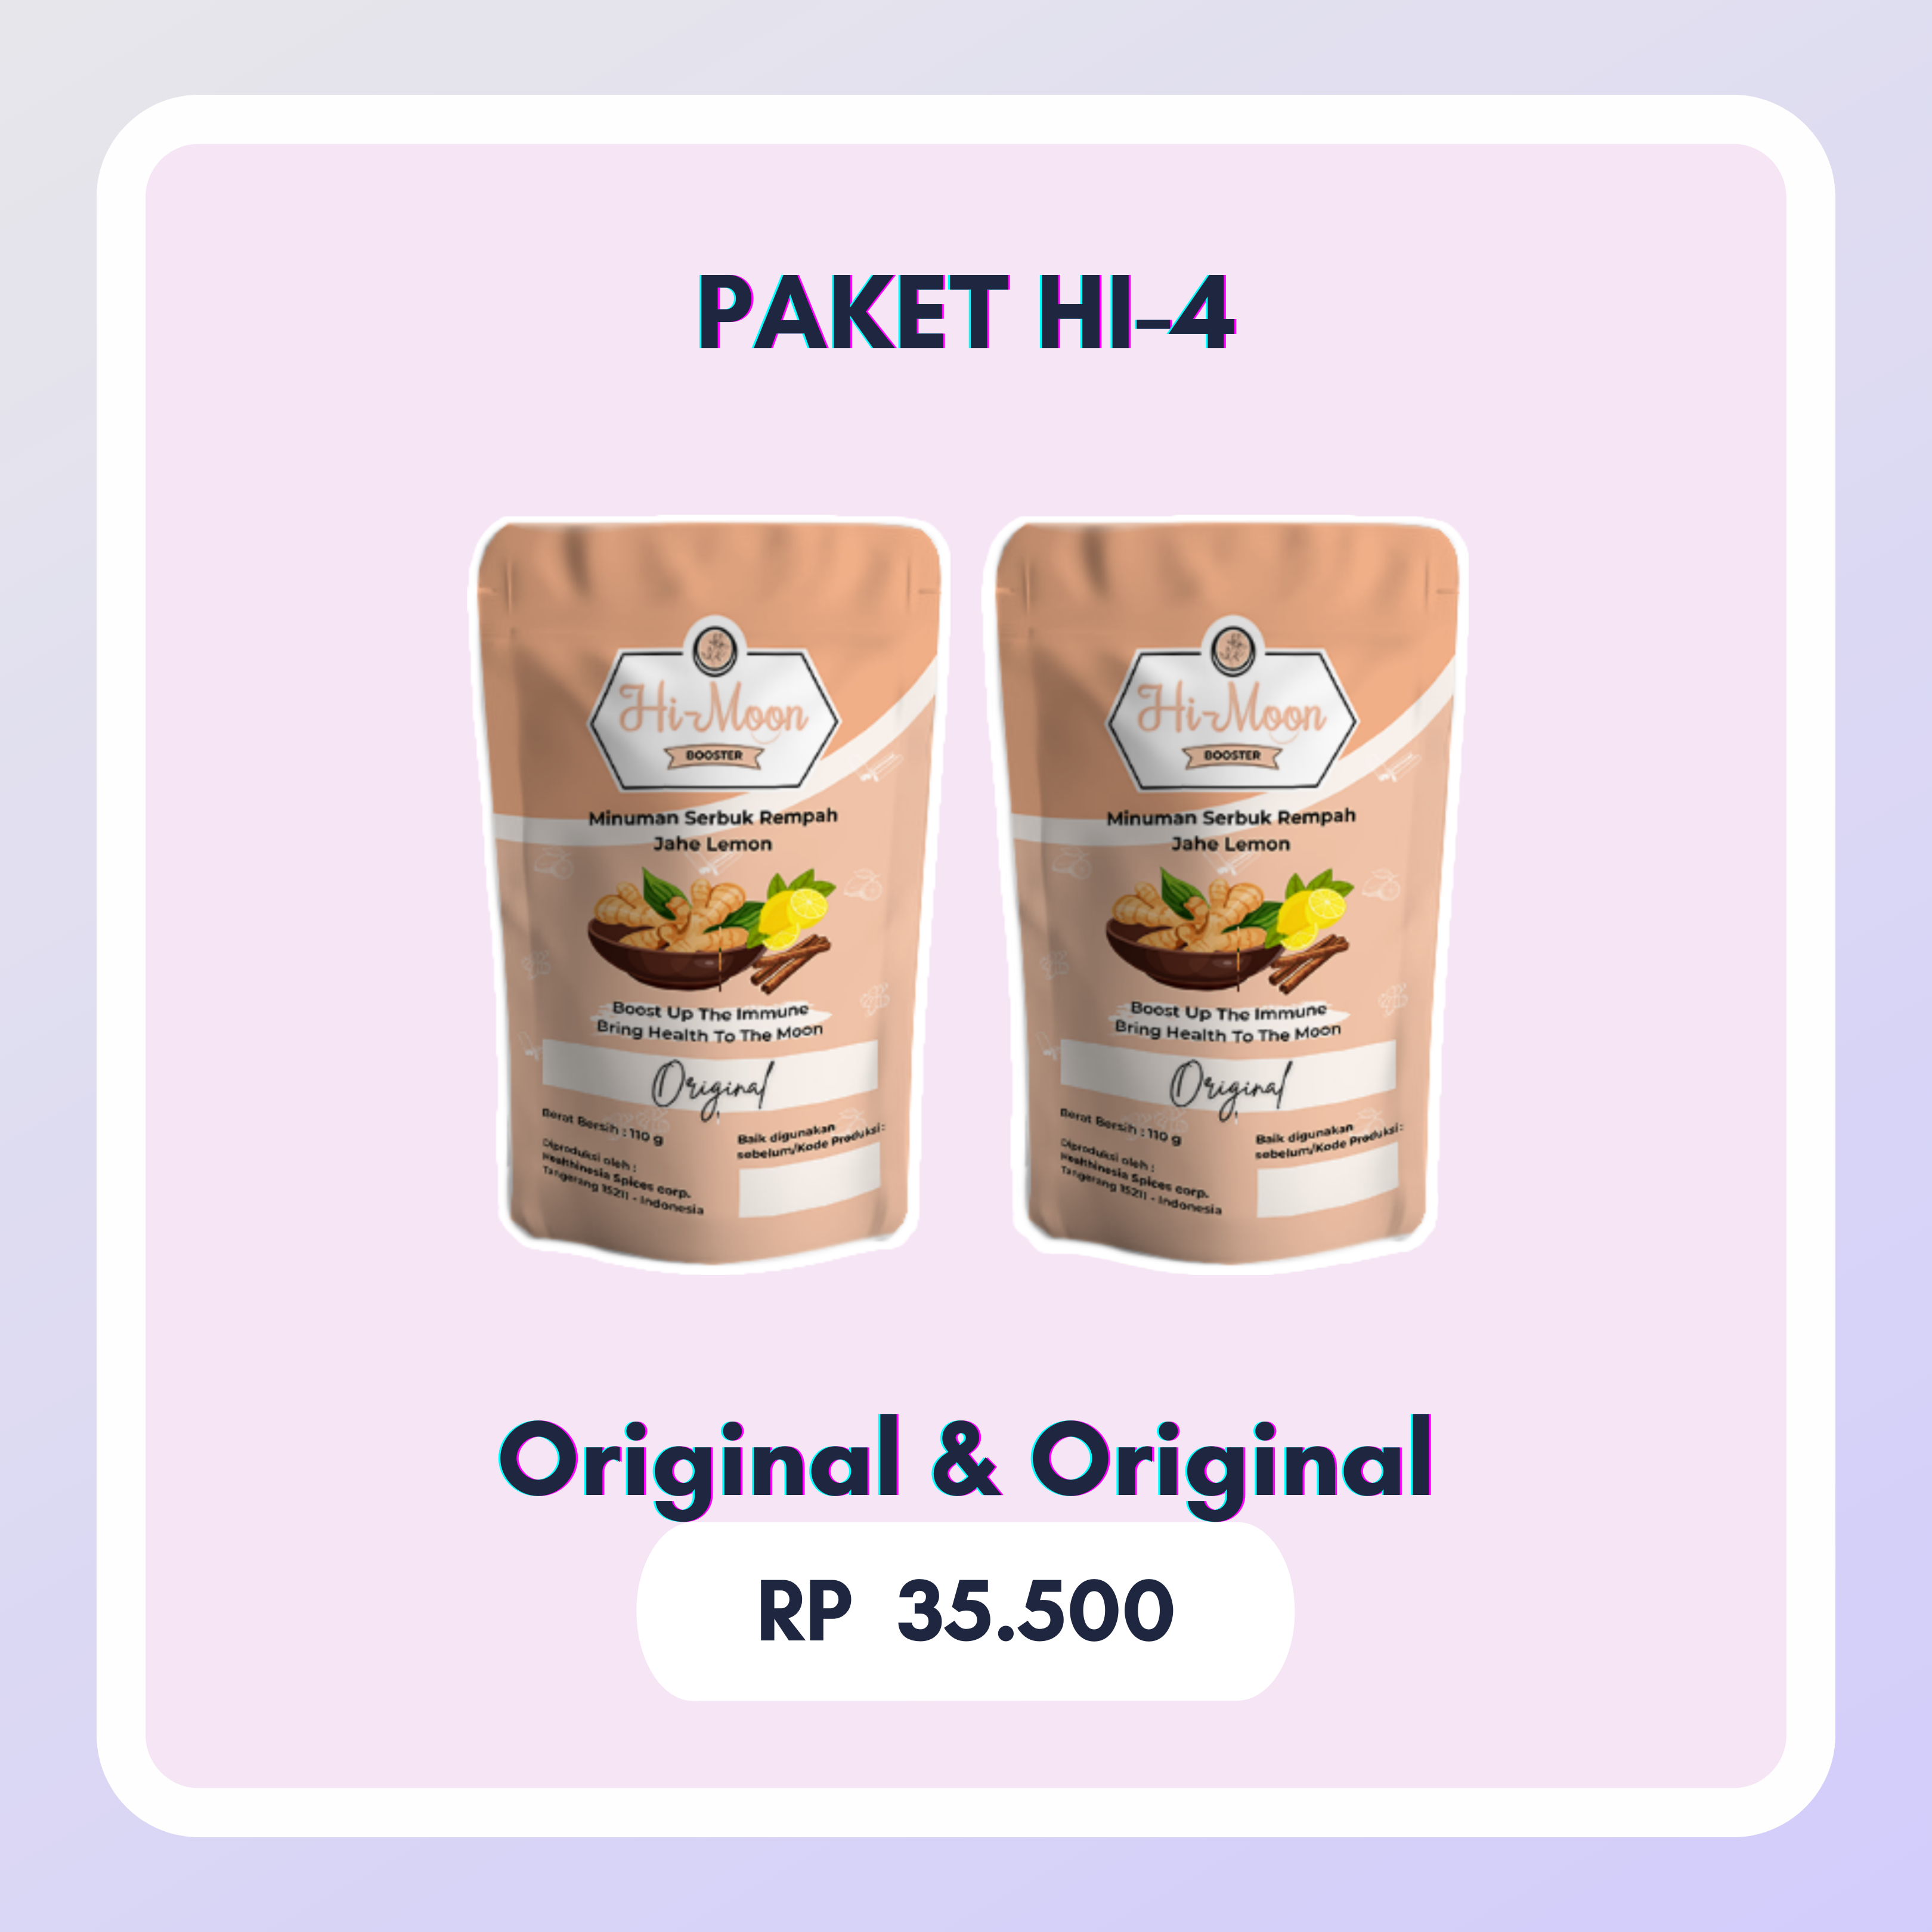 PAKET HI-4
Hi-Moon
BOOSTER
Minuman Serbuk Rempah
Jahe Lemon
Boost Up The Immune
Bring Health To The Moon
Original
Berat Bersih : 110 g
Diproduksi oleh :
Healthinesia Spices corp.
Tangerang 15211 - Indonesia
Baik digunakan
sebelum/Kode Produksi :
Hi-Moon
BOOSTER
Minuman Serbuk Rempah
Jahe Lemon
Boost Up The Immune
Bring Health To The Moon
Original
Berat Bersih : 110 g
Diproduksi oleh :
Healthinesia Spices corp.
Tangerang 15211 - Indonesia
Baik digunakan
sebelum/Kode Produksi :
Original & Original
RP 35.500